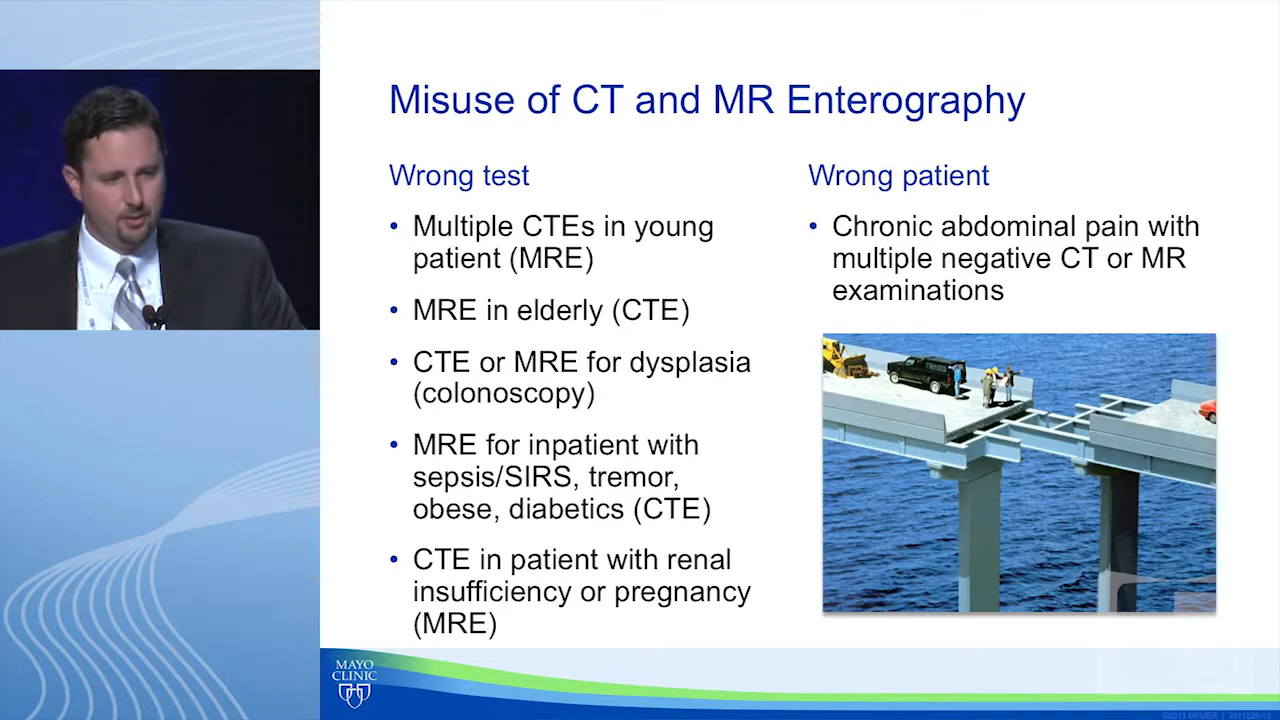 Misuse of CT and MR Enterography
Wrong test
• Multiple CTEs in young
patient (MRE)
• MRE in elderly (CTE)
• CTE or MRE for dysplasia
(colonoscopy)
• MRE for inpatient with
sepsis/SIRS, tremor,
obese, diabetics (CTE)
• CTE in patient with renal
insufficiency or pregnancy
(MRE)
Wrong patient
• Chronic abdominal pain with
multiple negative CT or MR
examinations
MAYO
CLINIC